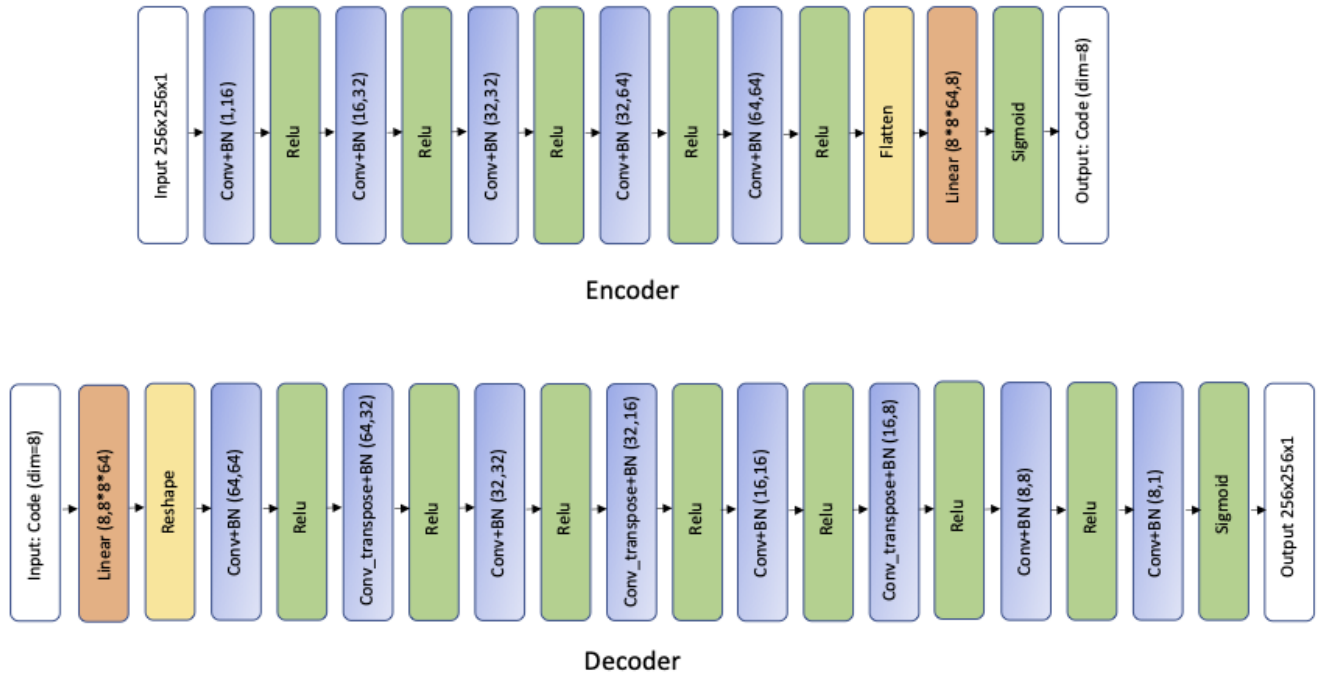 Input 256x256x1
Conv+BN (1,16)
Relu
Conv+BN (16,32)
Relu
Conv+BN (32,32)
Relu
Conv+BN (32,64)
Relu
Conv+BN (64,64)
Relu
Flatten
Linear (8*8*64,8)
Sigmoid
Output: Code (dim=8)
Encoder
Input: Code (dim=8)
Linear (8,8*8*64)
Reshape
Conv+BN (64,64)
Relu
Conv_transpose+BN (64,32)
Relu
Conv+BN (32,32)
Relu
Conv_transpose+BN (32,16)
Relu
Conv+BN (16,16)
Relu
Conv_transpose+BN (16,8)
Relu
Conv+BN (8,8)
Relu
Conv+BN (8,1)
Sigmoid
Output 256x256x1
Decoder